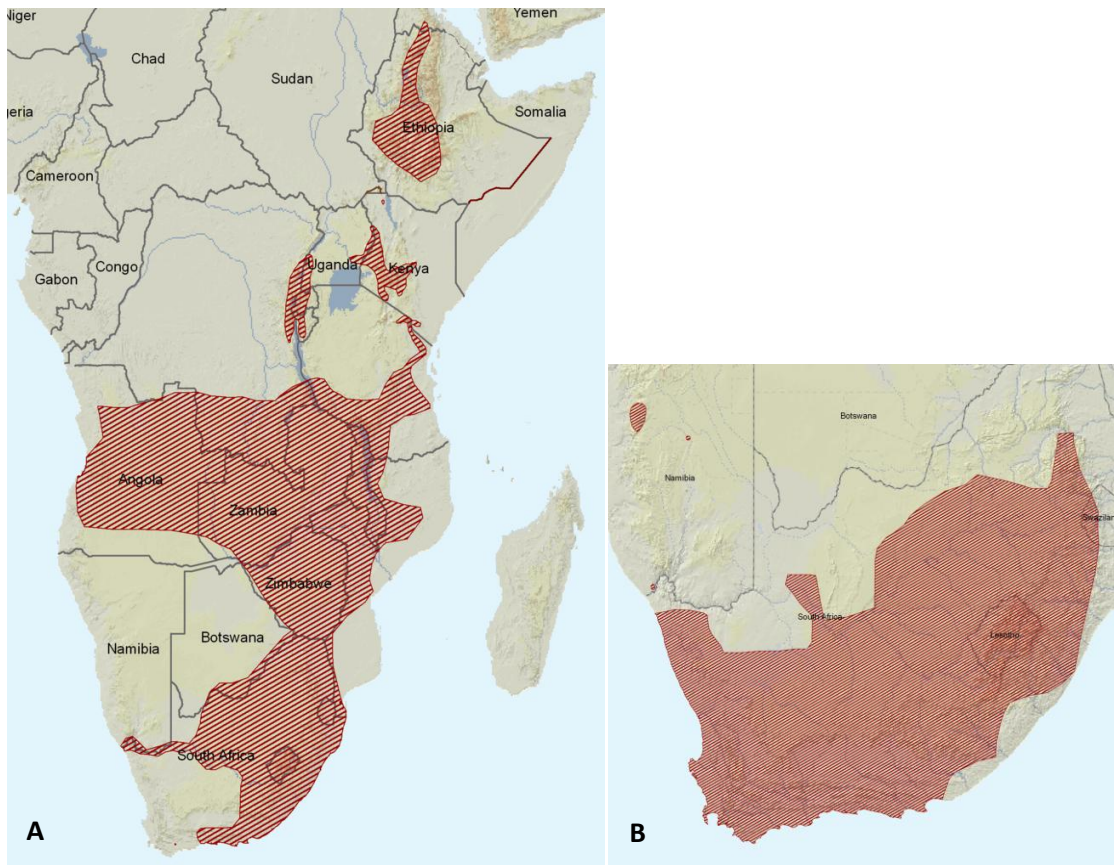 Niger
Yemen
Chad
Sudan
geria
Somalia
Ethiopia
Cameroon
Uganda
Congo
Kenya
Gabon
Angola
Zambia
Zimbabwe
Botswana
Namibia
South Africa
A
Botswana
Namibia
Swazilan
South Africa
Lesotho
B